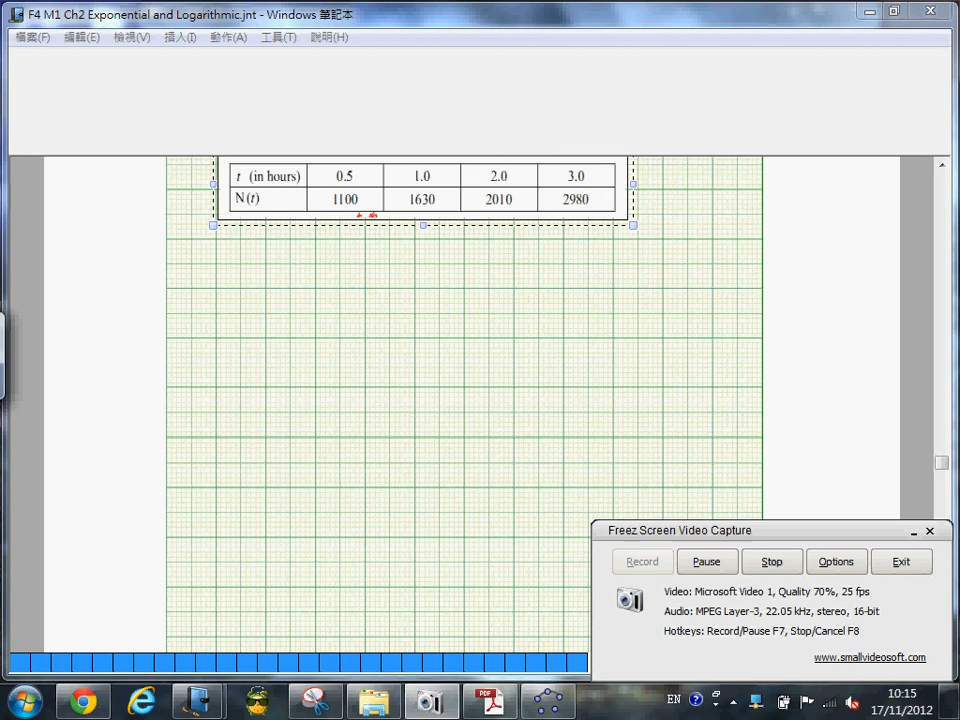 F4 M1 Ch2 Exponential and Logarithmic.jnt - Windows 筆記本
檔案(F) 編輯(E) 檢視(V) 插入(I) 動作(A) 工具(T) 說明(H)
t (in hours) 0.5 1.0 2.0 3.0
N(t) 1100 1630 2010 2980
Freez Screen Video Capture
Record Pause Stop Options Exit
Video: Microsoft Video 1, Quality 70%, 25 fps
Audio: MPEG Layer-3, 22.05 kHz, stereo, 16-bit
Hotkeys: Record/Pause F7, Stop/Cancel F8
www.smallvideosoft.com
PDF
EN
10:15
17/11/2012